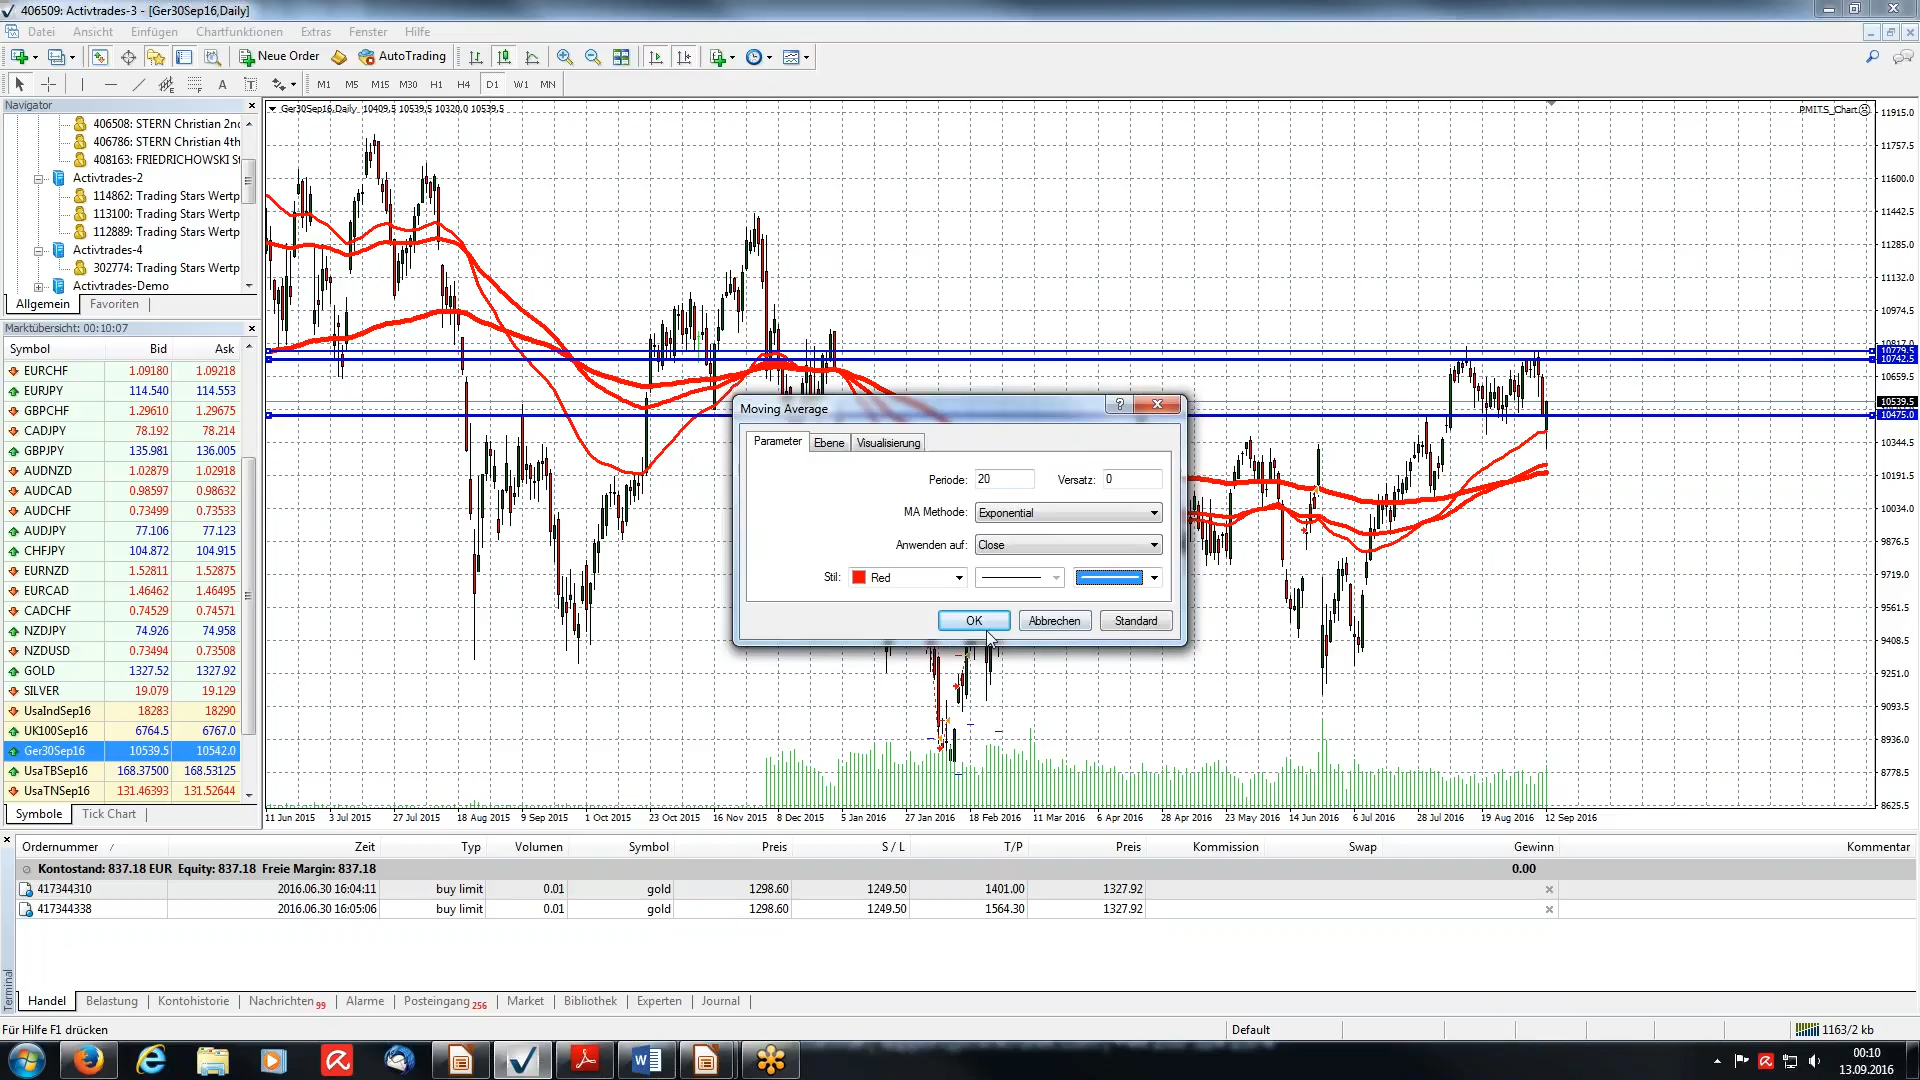 406509: Activtrades-3 - [Ger30Sep16,Daily]
Datei Ansicht Einfügen Chartfunktionen Extras Fenster Hilfe
Neue Order AutoTrading
A T M1 M5 M15 M30 H1 H4 D1 W1 MN
Navigator
406508: STERN Christian 2nd
406786: STERN Christian 4th
408163: FRIEDRICHOWSKI St
Activtrades-2
114862: Trading Stars Wertp
113100: Trading Stars Wertp
112889: Trading Stars Wertp
Activtrades-4
302774: Trading Stars Wertp
Activtrades-Demo
Allgemein Favoriten
Marktübersicht: 00:10:07
Symbol Bid Ask
EURCHF 1.09180 1.09218
EURJPY 114.540 114.553
GBPCHF 1.29610 1.29675
CADJPY 78.192 78.214
GBPJPY 135.981 136.005
AUDNZD 1.02879 1.02918
AUDCAD 0.98597 0.98632
AUDCHF 0.73499 0.73533
AUDJPY 77.106 77.123
CHFJPY 104.872 104.915
EURNZD 1.52811 1.52875
EURCAD 1.46462 1.46495
CADCHF 0.74529 0.74571
NZDJPY 74.926 74.958
NZDUSD 0.73494 0.73508
GOLD 1327.52 1327.92
SILVER 19.079 19.129
UsaIndSep16 18283 18290
UK100Sep16 6764.5 6767.0
Ger30Sep16 10539.5 10542.0
UsaTBSep16 168.37500 168.53125
UsaTNSep16 131.46393 131.52644
Symbole Tick Chart
Ger30Sep16,Daily 10409,5 10539,5 10320,0 10539,5
PMITS_Chart
11915.0
11757.5
11600.0
11442.5
11285.0
11132.0
10974.5
10817.0
10779.5
10742.5
10659.5
10539.5
10475.0
10344.5
10191.5
10034.0
9876.5
9719.0
9561.5
9408.5
9251.0
9093.5
8936.0
8778.5
8625.5
11 Jun 2015 3 Jul 2015 27 Jul 2015 18 Aug 2015 9 Sep 2015 1 Oct 2015 23 Oct 2015 16 Nov 2015 8 Dec 2015 5 Jan 2016 27 Jan 2016 18 Feb 2016 11 Mar 2016 6 Apr 2016 28 Apr 2016 23 May 2016 14 Jun 2016 6 Jul 2016 28 Jul 2016 19 Aug 2016 12 Sep 2016
Moving Average
?
Parameter Ebene Visualisierung
Periode: 20 Versatz: 0
MA Methode: Exponential
Anwenden auf: Close
Stil: Red
OK Abbrechen Standard
Ordernummer / Zeit Typ Volumen Symbol Preis S / L T/P Preis Kommission Swap Gewinn Kommentar
Kontostand: 837.18 EUR Equity: 837.18 Freie Margin: 837.18 0.00
417344310 2016.06.30 16:04:11 buy limit 0.01 gold 1298.60 1249.50 1401.00 1327.92
417344338 2016.06.30 16:05:06 buy limit 0.01 gold 1298.60 1249.50 1564.30 1327.92
Terminal
Handel Belastung Kontohistorie Nachrichten 99 Alarme Posteingang 256 Market Bibliothek Experten Journal
Für Hilfe F1 drücken Default 1163/2 kb
00:10
13.09.2016